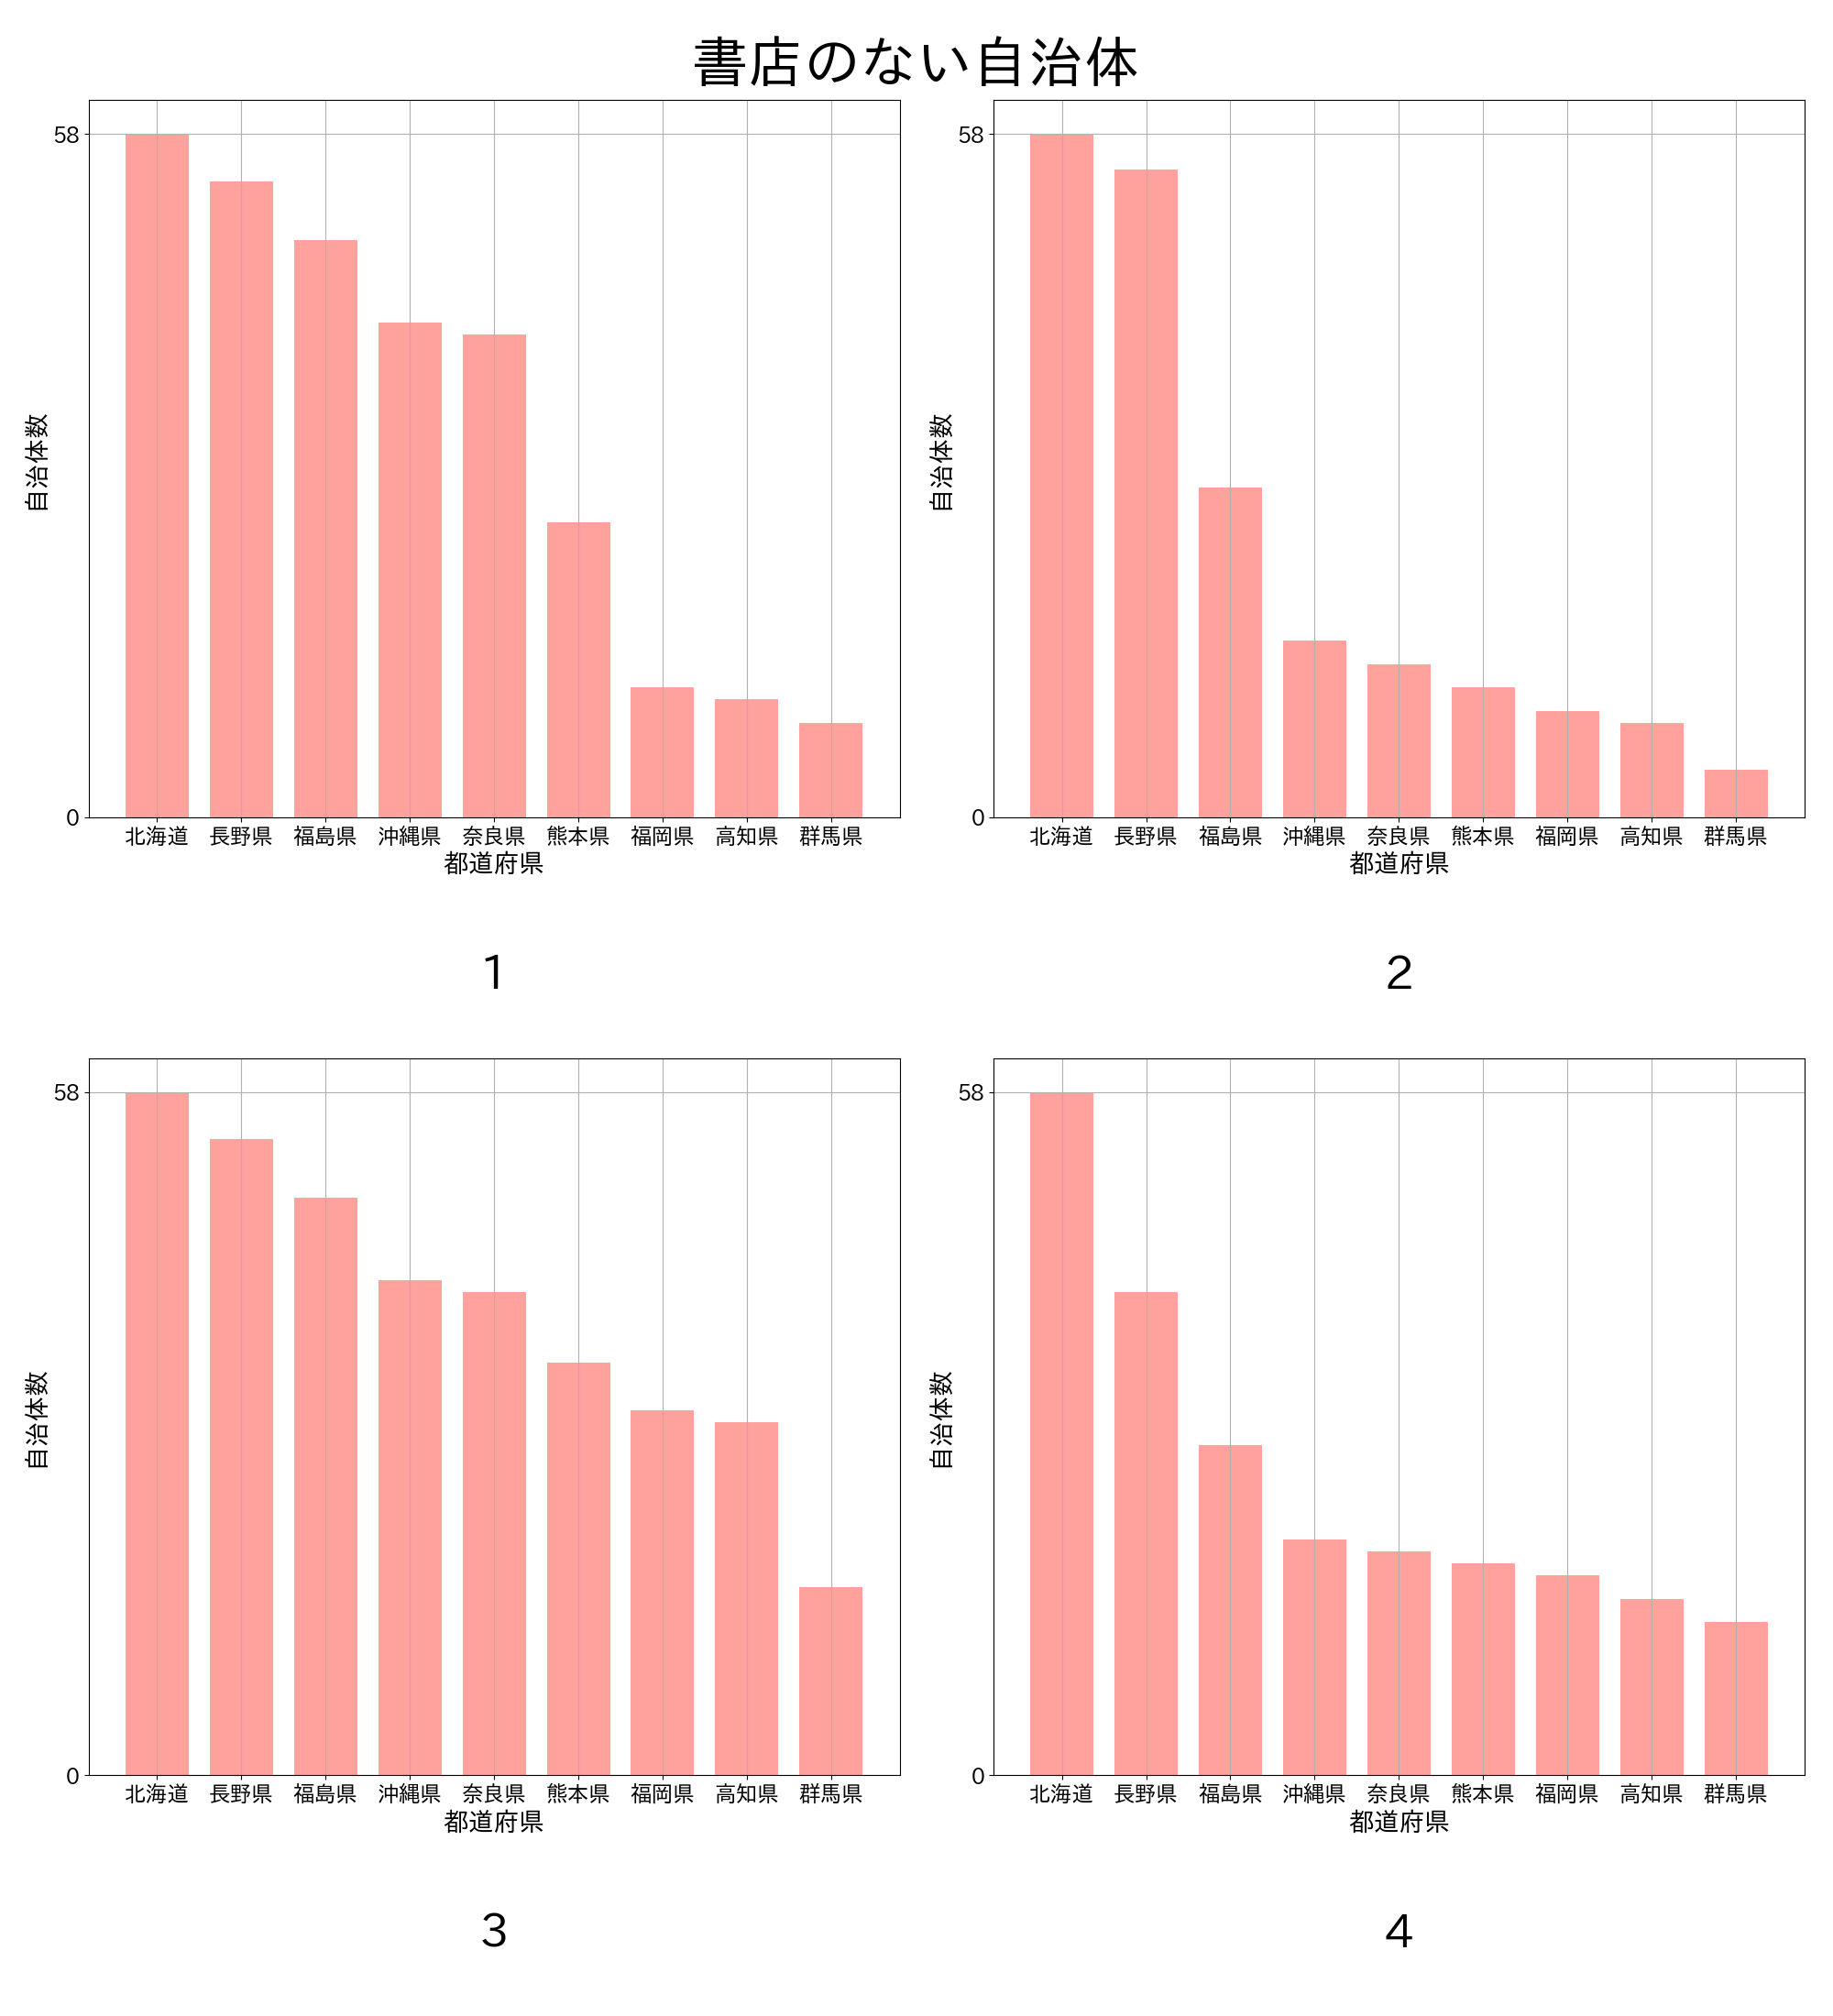 書店のない自治体
58
0
自治体数
北海道 長野県 福島県 沖縄県 奈良県 熊本県 福岡県 高知県 群馬県
都道府県
1
58
0
自治体数
北海道 長野県 福島県 沖縄県 奈良県 熊本県 福岡県 高知県 群馬県
都道府県
2
58
0
自治体数
北海道 長野県 福島県 沖縄県 奈良県 熊本県 福岡県 高知県 群馬県
都道府県
3
58
0
自治体数
北海道 長野県 福島県 沖縄県 奈良県 熊本県 福岡県 高知県 群馬県
都道府県
4